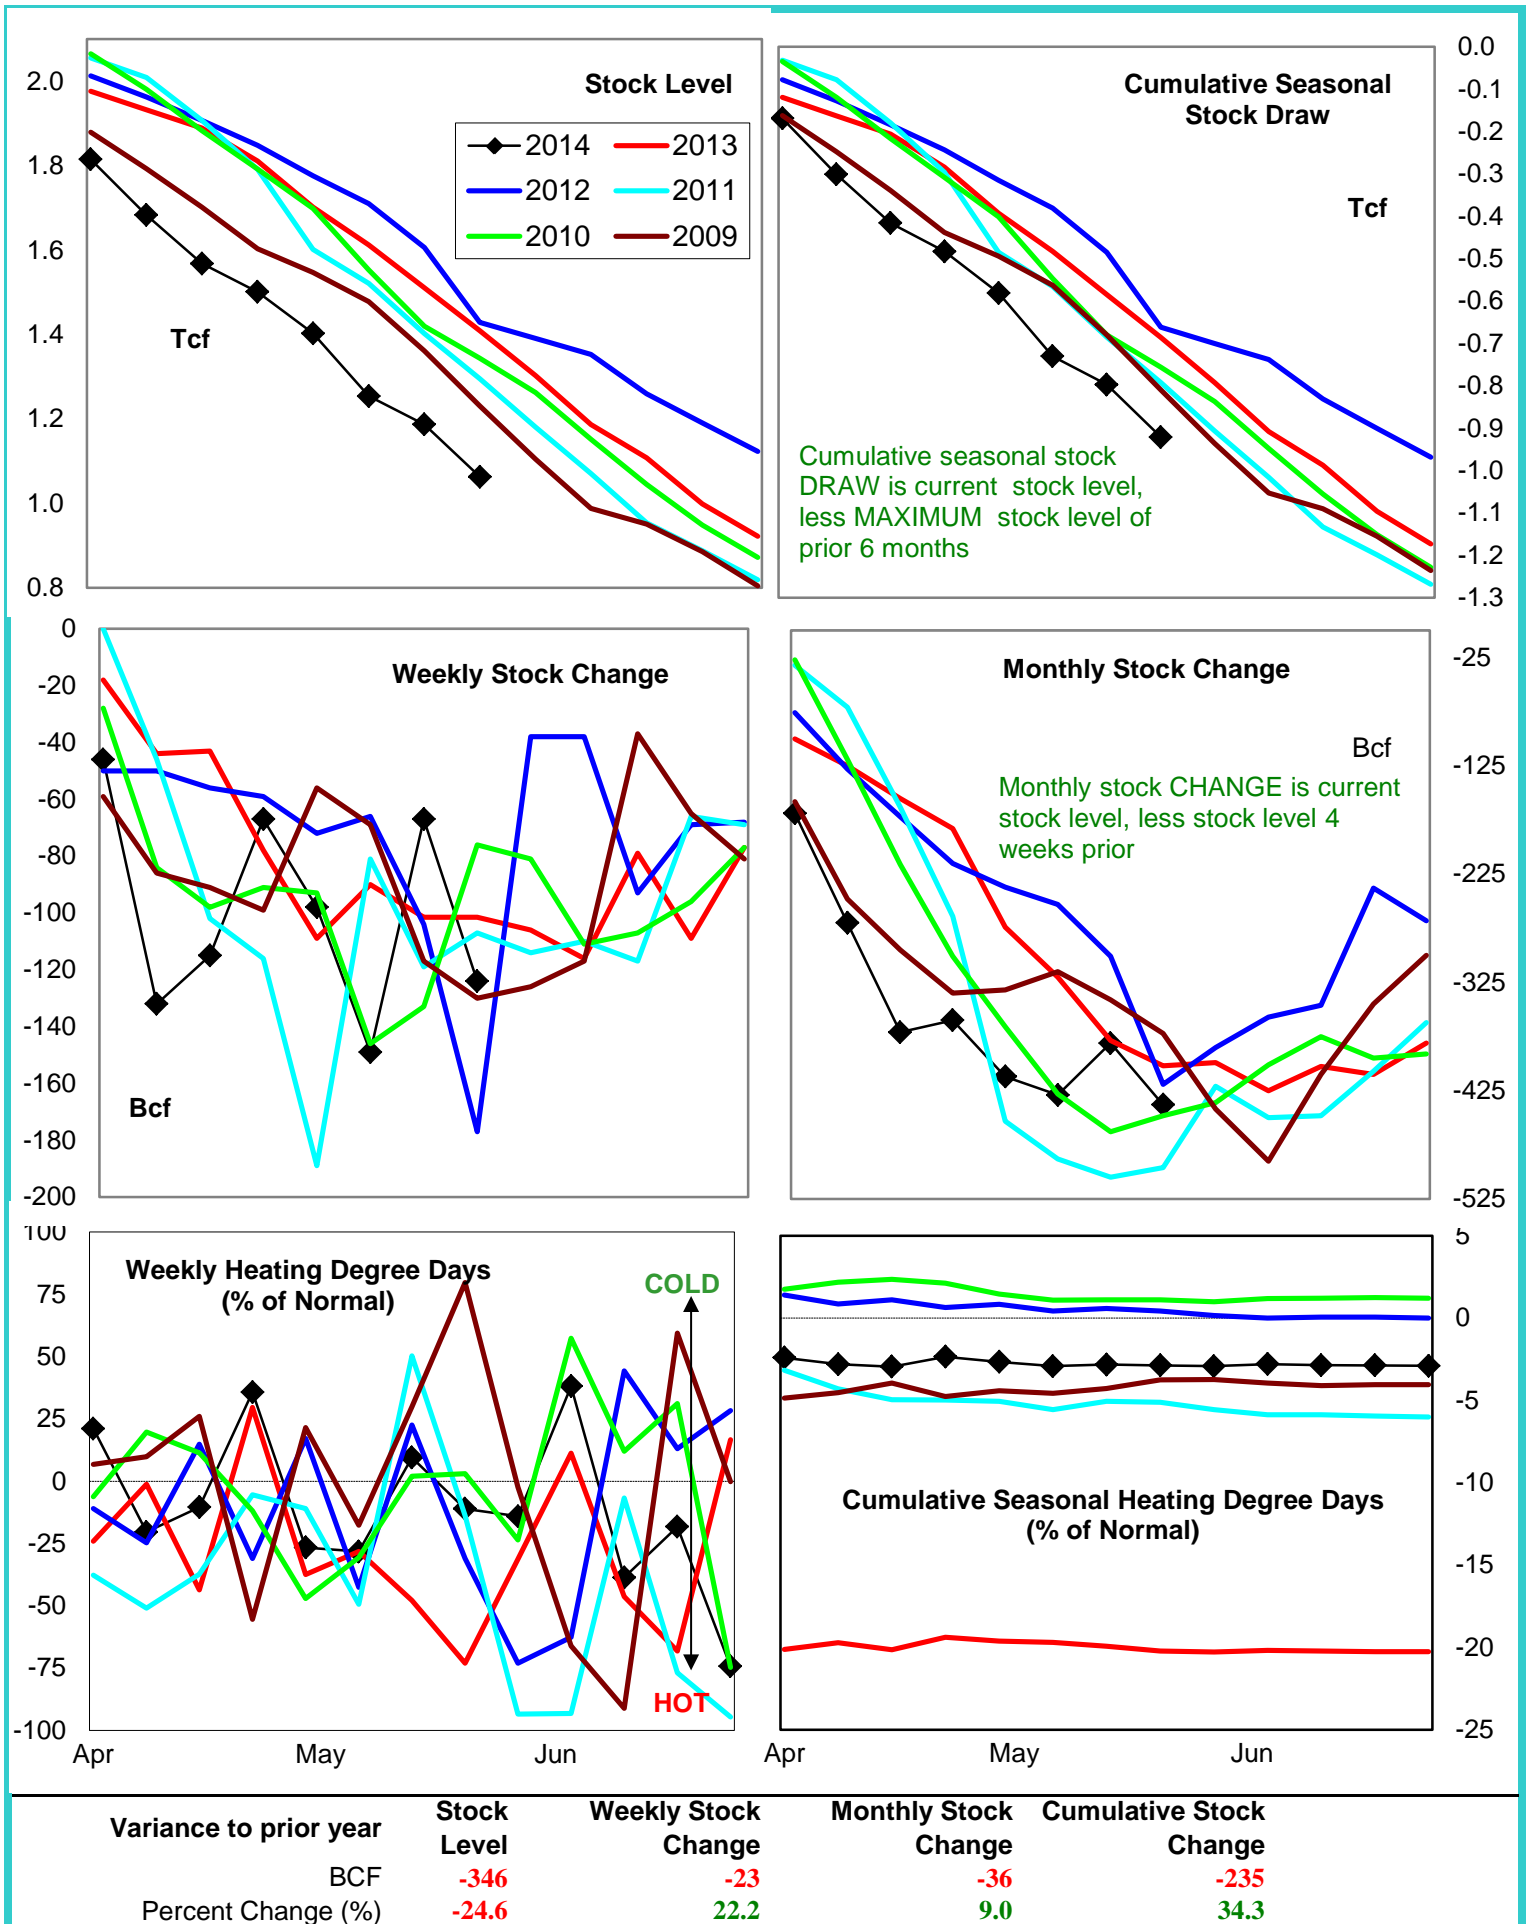 Stock Level
2.0
1.8
1.6
1.4
1.2
1.0
0.8
2014
2013
2012
2011
2010
2009
Tcf
Cumulative Seasonal
Stock Draw
Tcf
0.0
-0.1
-0.2
-0.3
-0.4
-0.5
-0.6
-0.7
-0.8
-0.9
-1.0
-1.1
-1.2
-1.3
Cumulative seasonal stock
DRAW is current stock level,
less MAXIMUM stock level of
prior 6 months
Weekly Stock Change
0
-20
-40
-60
-80
-100
-120
-140
-160
-180
-200
Bcf
Monthly Stock Change
Bcf
-25
-125
-225
-325
-425
-525
Monthly stock CHANGE is current
stock level, less stock level 4
weeks prior
Weekly Heating Degree Days
(% of Normal)
COLD
HOT
100
75
50
25
0
-25
-50
-75
-100
Apr
May
Jun
5
0
-5
-10
-15
-20
-25
Cumulative Seasonal Heating Degree Days
(% of Normal)
Apr
May
Jun
Variance to prior year
Stock
Level
Weekly Stock
Change
Monthly Stock
Change
Cumulative Stock
Change
BCF -346 -23 -36 -235
Percent Change (%) -24.6 22.2 9.0 34.3